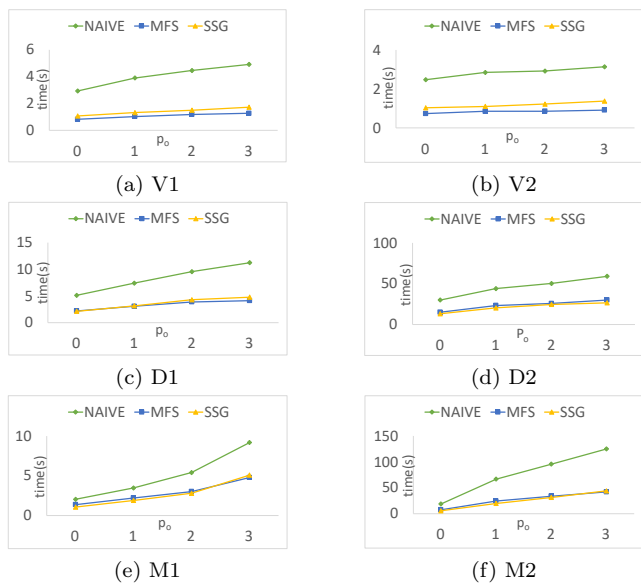 NAIVE MFS SSG
6
4
2
0
time(s)
0 1 2 3
po
(a) V1
NAIVE MFS SSG
4
2
0
time(s)
0 1 2 3
po
(b) V2
NAIVE MFS SSG
15
10
5
0
time(s)
0 1 2 3
po
(c) D1
NAIVE MFS SSG
100
50
0
time(s)
0 1 2 3
Po
(d) D2
NAIVE MFS SSG
10
5
0
time(s)
0 1 2 3
po
(e) M1
NAIVE MFS SSG
150
100
50
0
time(s)
0 1 2 3
po
(f) M2